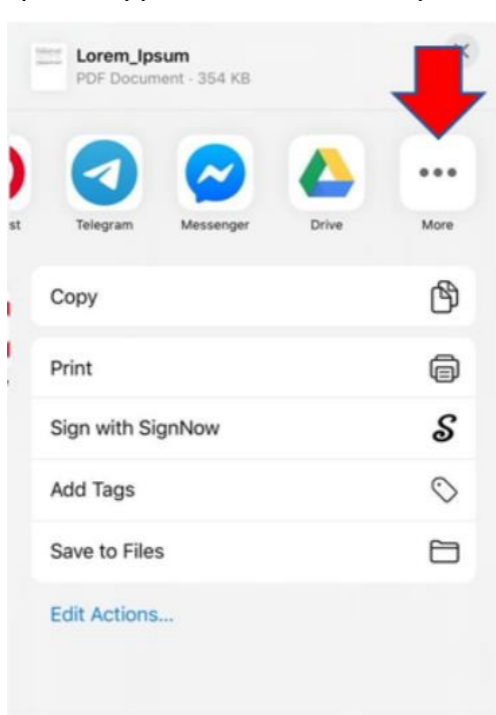 Lorem_Ipsum
PDF Document - 354 KB
st Telegram Messenger Drive More
Copy
Print
Sign with SignNow
Add Tags
Save to Files
Edit Actions...